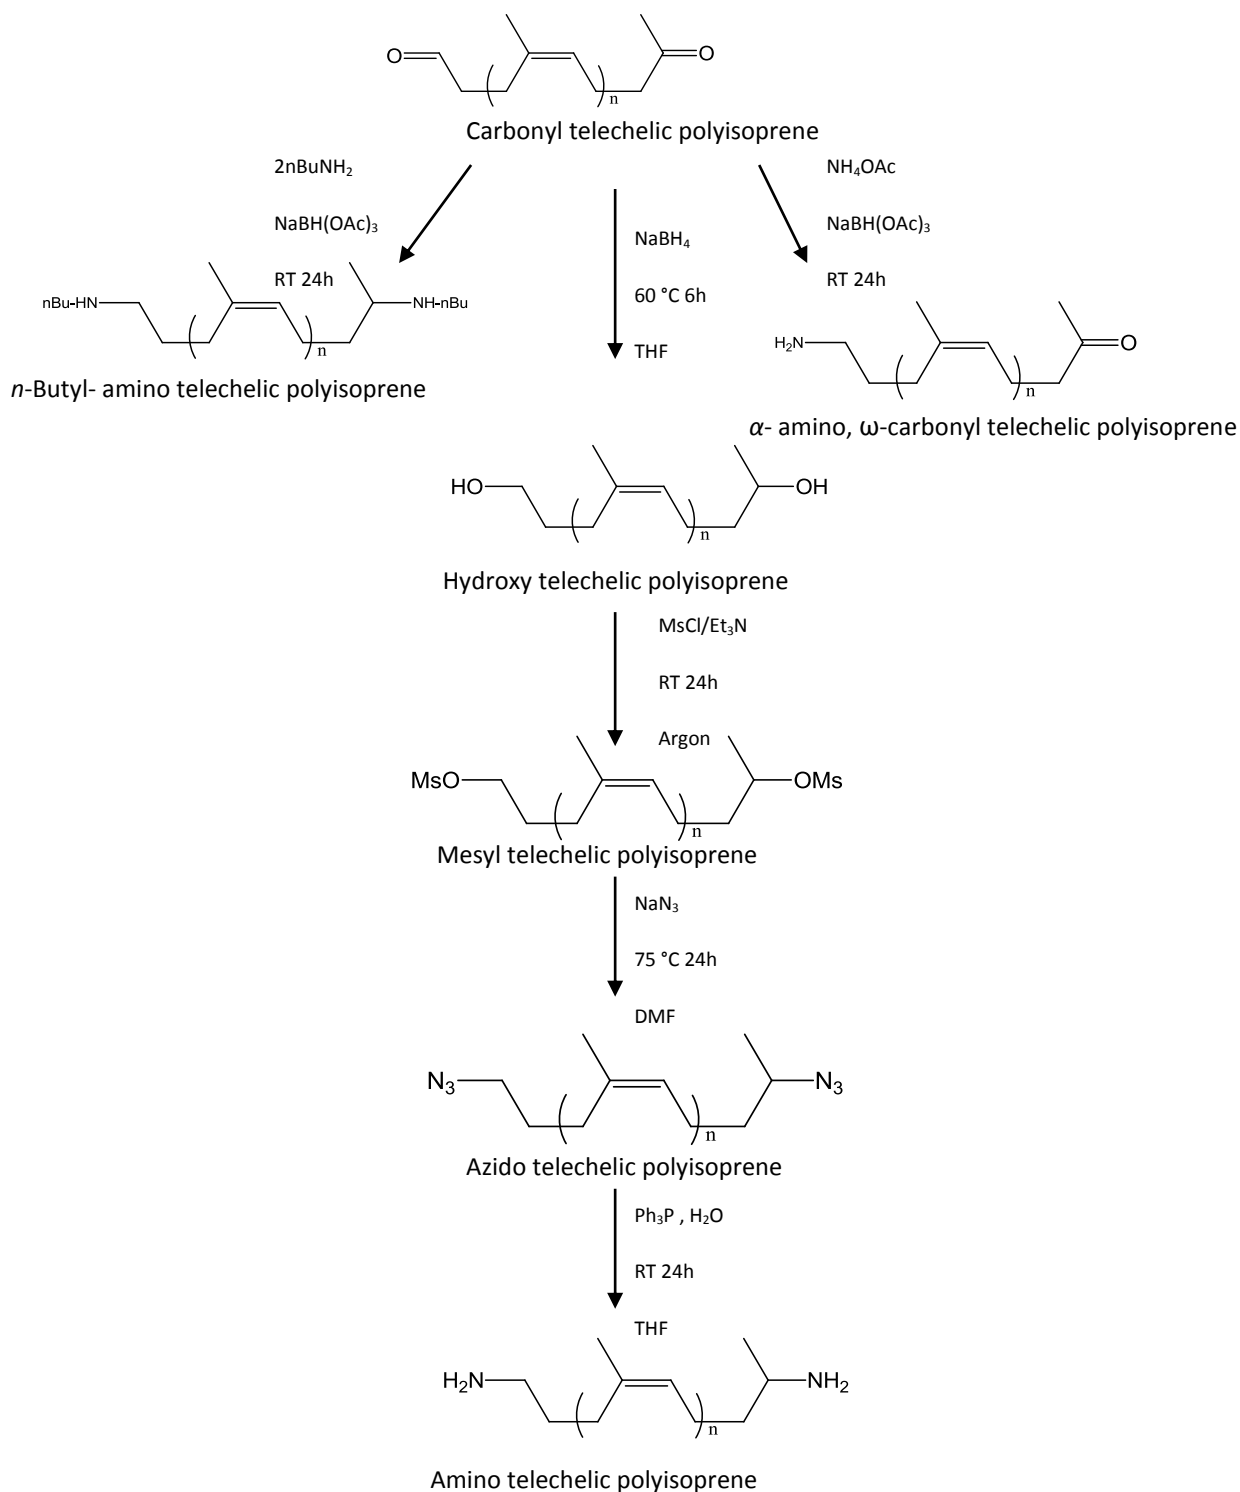 O
O
n
Carbonyl telechelic polyisoprene
2nBuNH₂
NaBH(OAc)₃
RT 24h
NaBH₄
60 °C 6h
THF
NH₄OAc
NaBH(OAc)₃
RT 24h
nBu-HN
NH-nBu
n
n-Butyl- amino telechelic polyisoprene
H₂N
O
n
α- amino, ω-carbonyl telechelic polyisoprene
HO
OH
n
Hydroxy telechelic polyisoprene
MsCl/Et₃N
RT 24h
Argon
MsO
OMs
n
Mesyl telechelic polyisoprene
NaN₃
75 °C 24h
DMF
N₃
N₃
n
Azido telechelic polyisoprene
Ph₃P , H₂O
RT 24h
THF
H₂N
NH₂
n
Amino telechelic polyisoprene